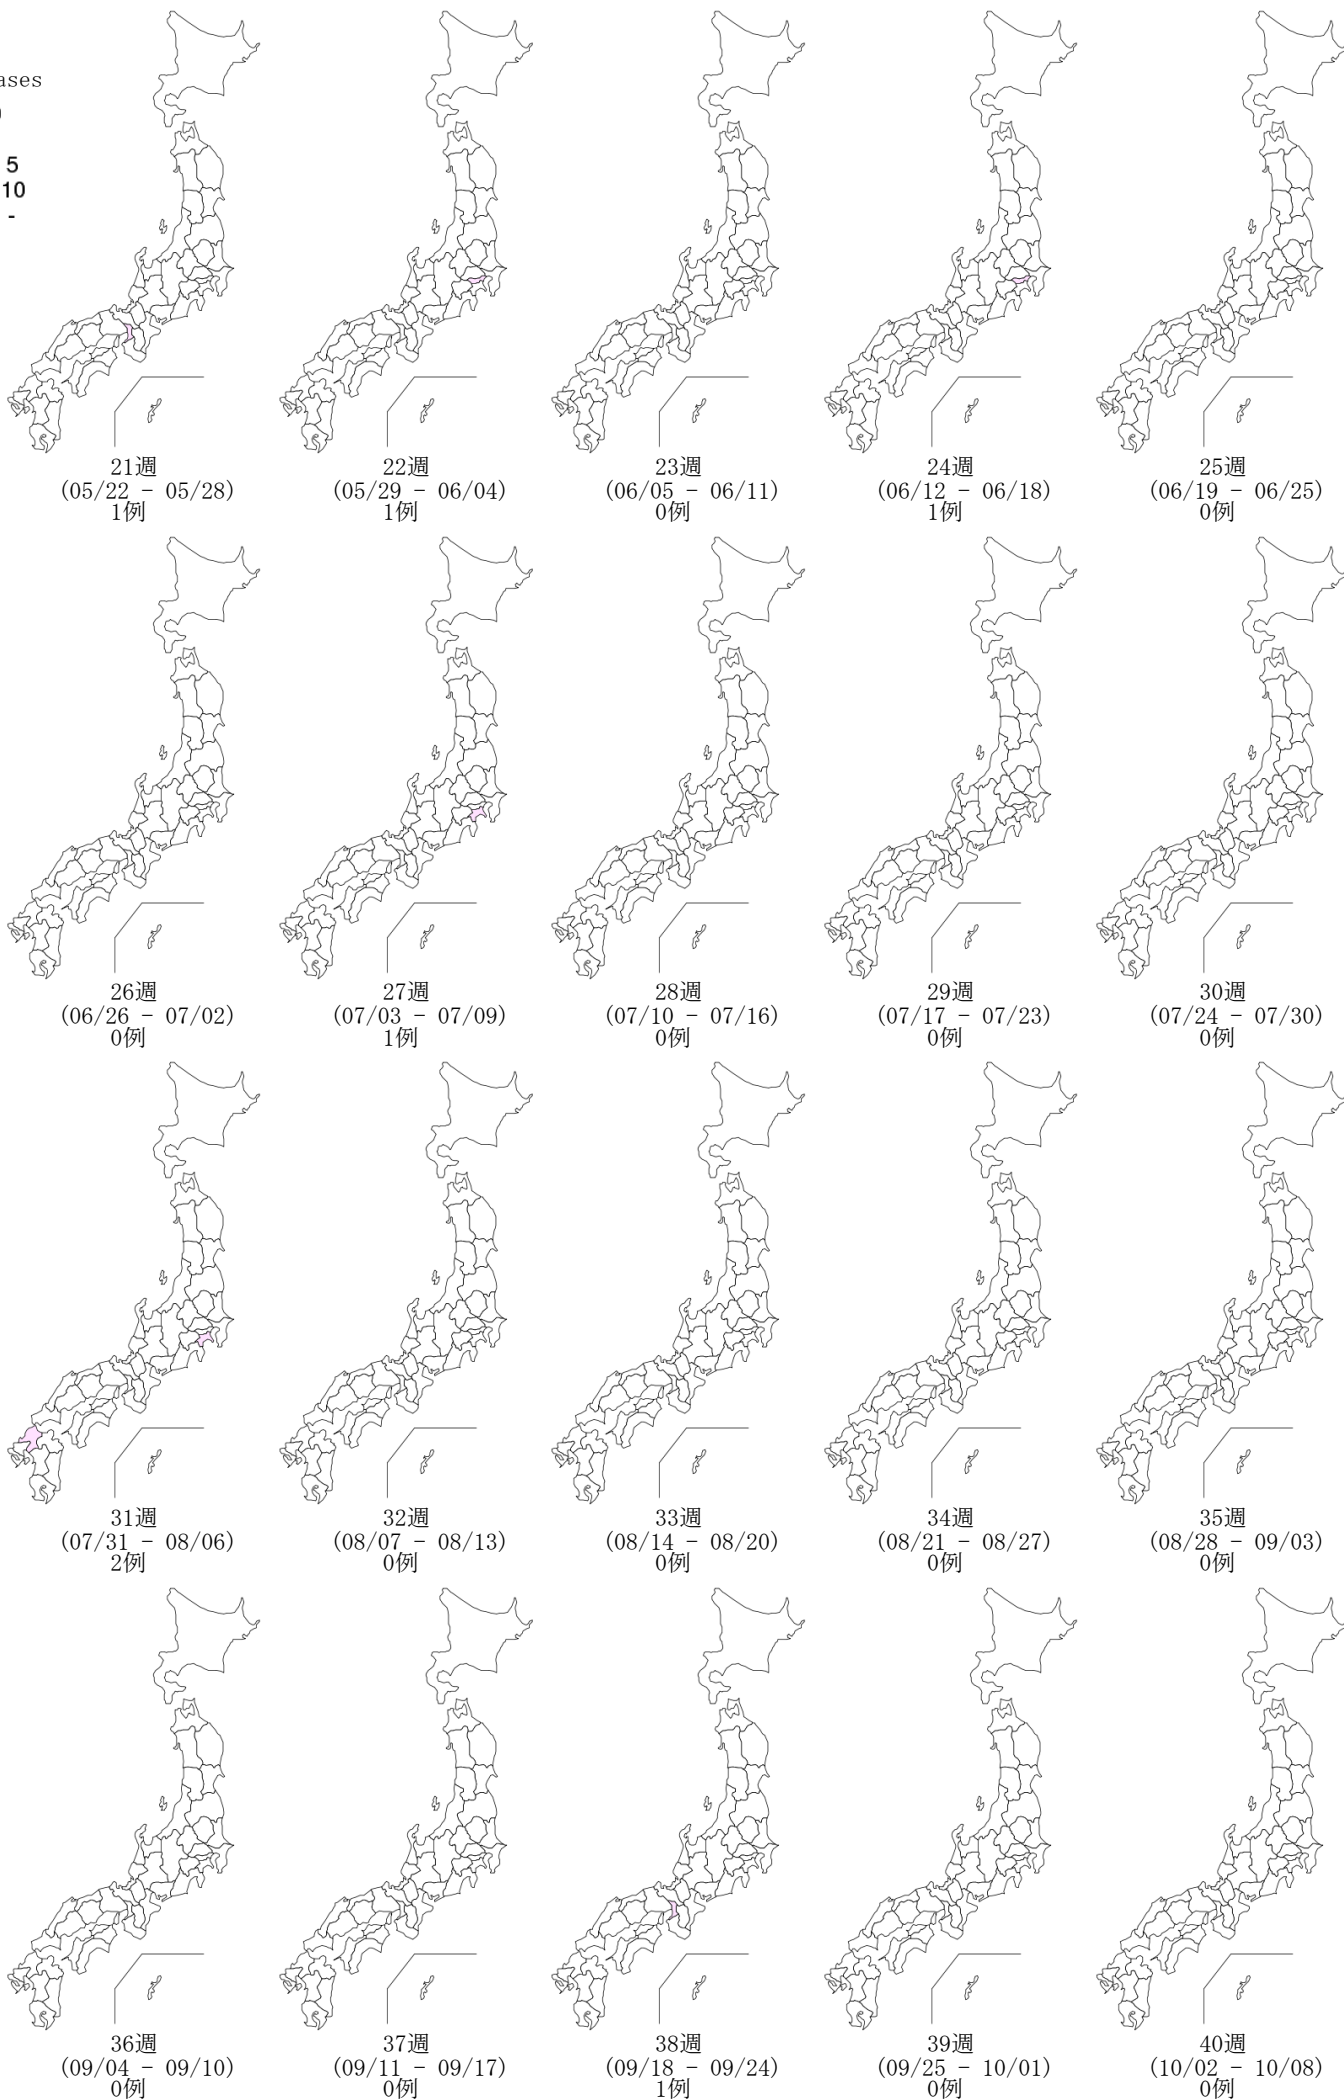 5
10
-
21週
(05/22 - 05/28)
1例
22週
(05/29 - 06/04)
1例
23週
(06/05 - 06/11)
0例
24週
(06/12 - 06/18)
1例
25週
(06/19 - 06/25)
0例
26週
(06/26 - 07/02)
0例
27週
(07/03 - 07/09)
1例
28週
(07/10 - 07/16)
0例
29週
(07/17 - 07/23)
0例
30週
(07/24 - 07/30)
0例
31週
(07/31 - 08/06)
2例
32週
(08/07 - 08/13)
0例
33週
(08/14 - 08/20)
0例
34週
(08/21 - 08/27)
0例
35週
(08/28 - 09/03)
0例
36週
(09/04 - 09/10)
0例
37週
(09/11 - 09/17)
0例
38週
(09/18 - 09/24)
1例
39週
(09/25 - 10/01)
0例
40週
(10/02 - 10/08)
0例